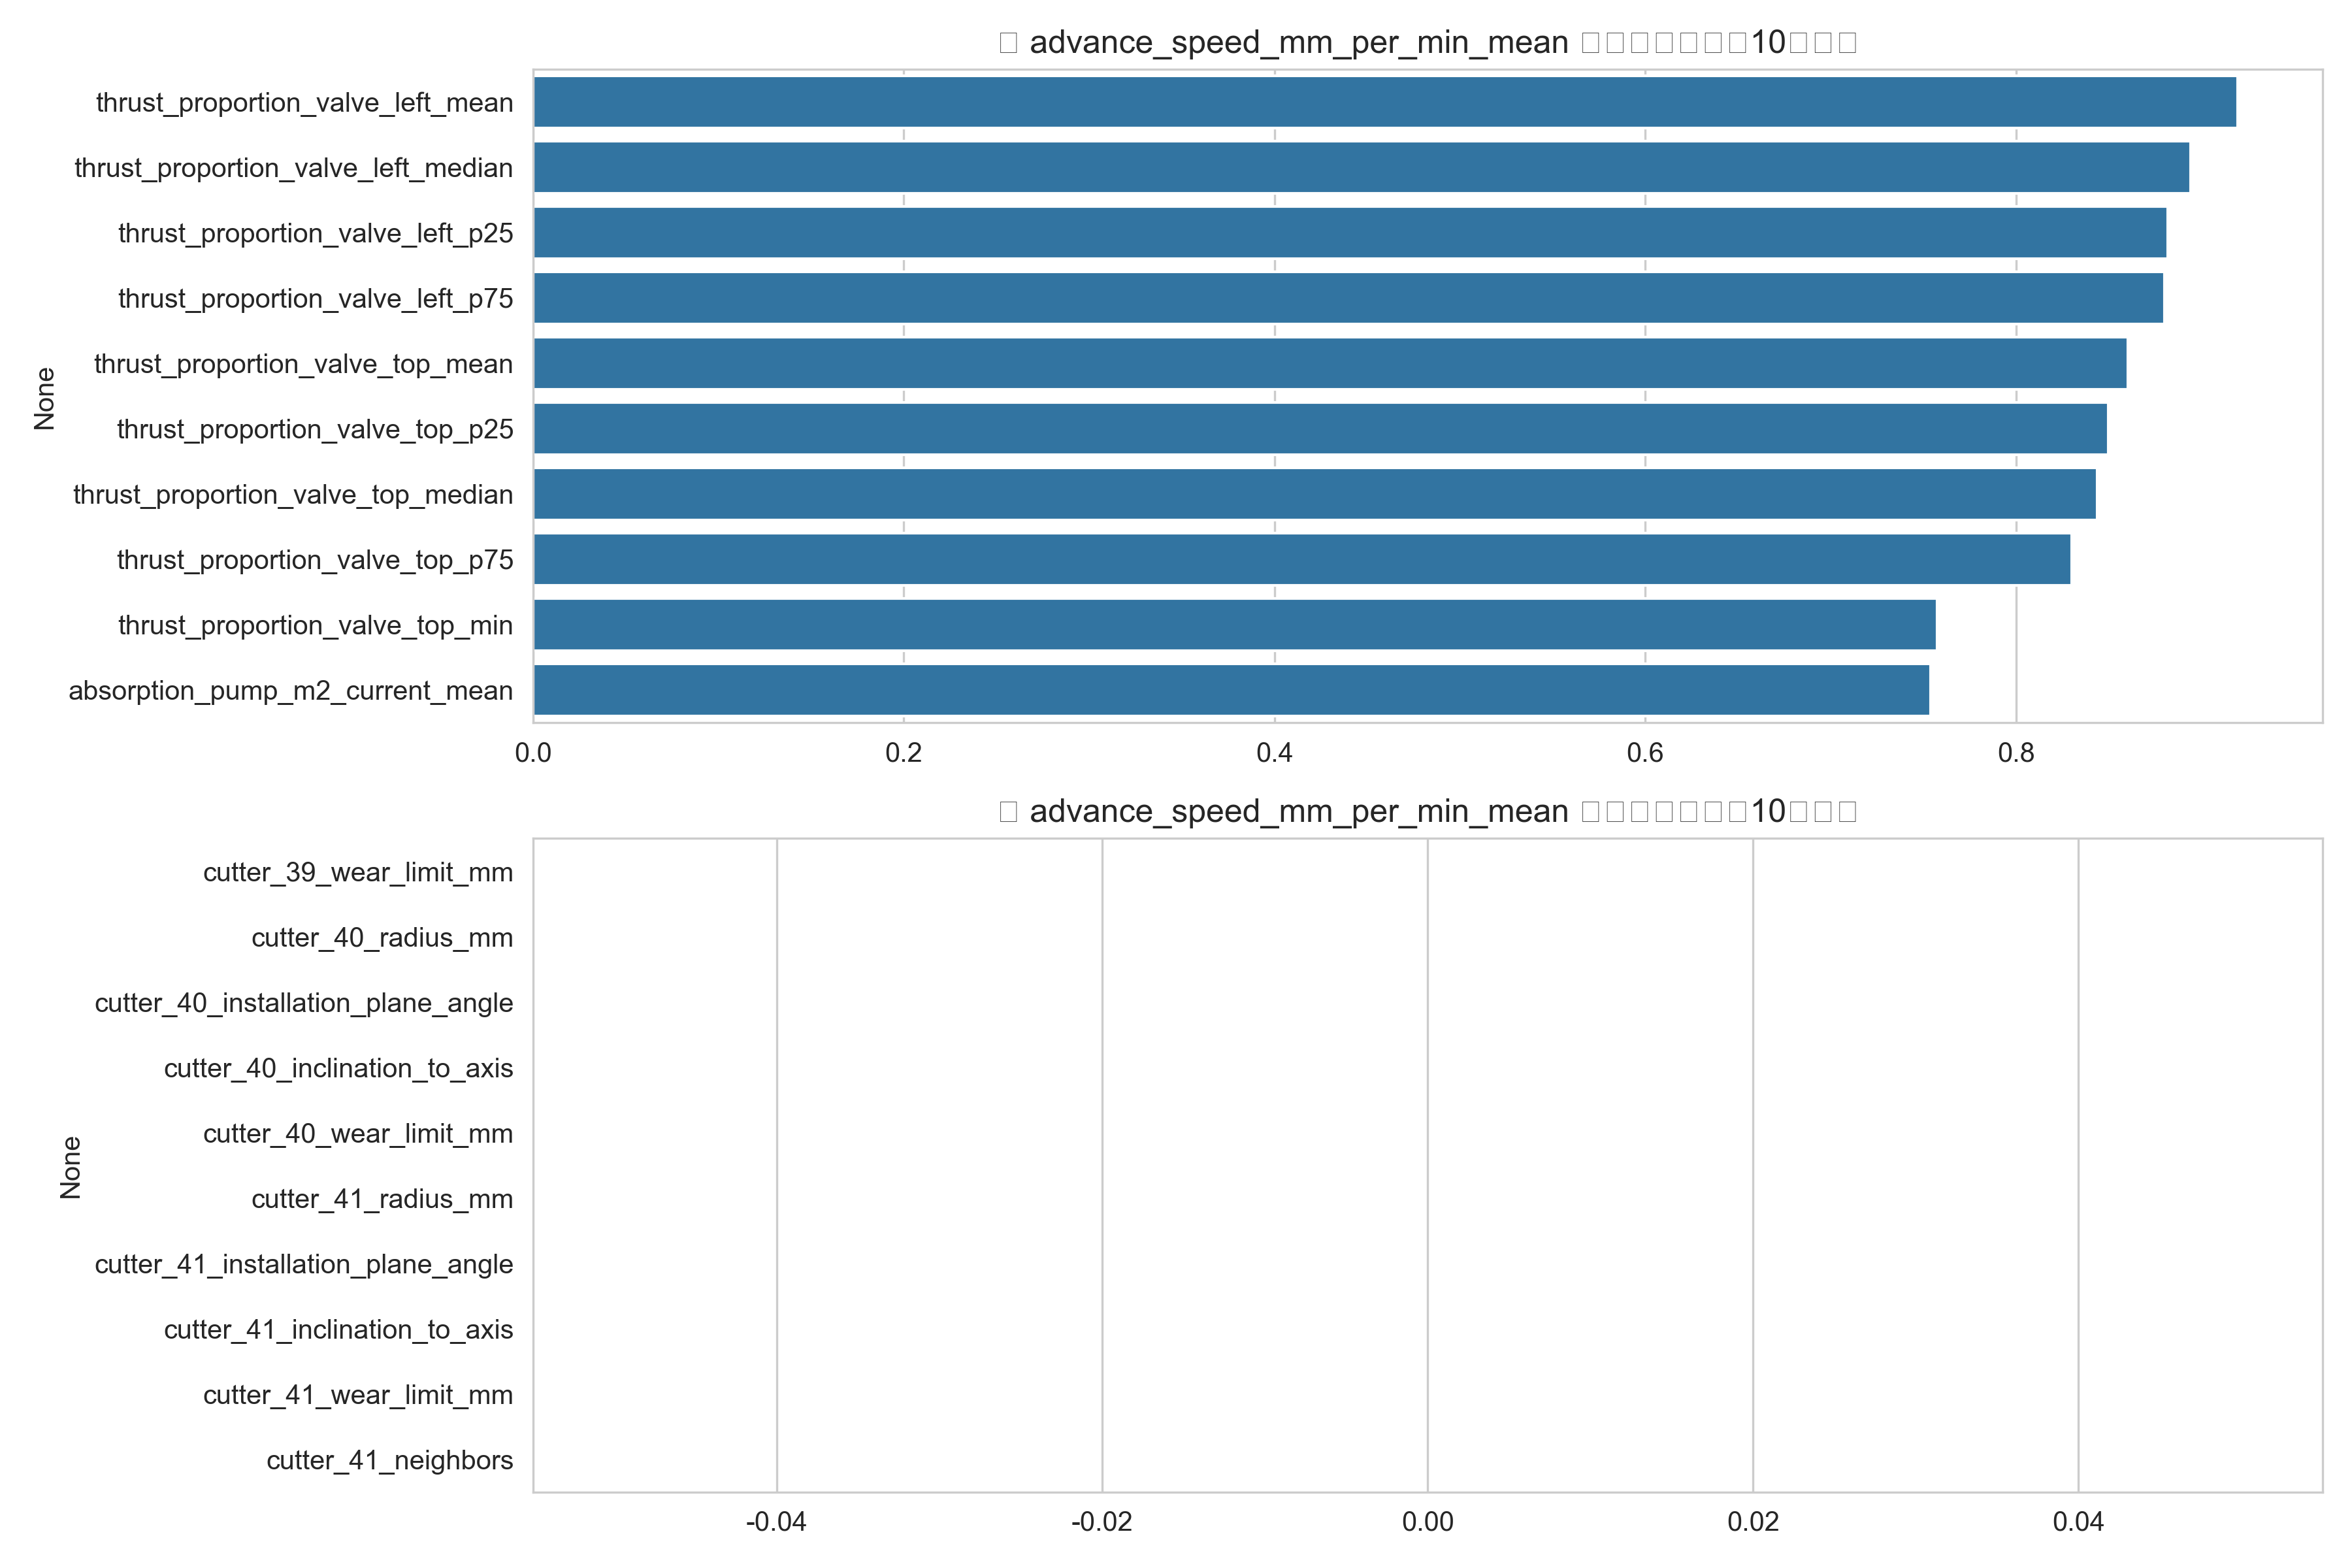 □ advance_speed_mm_per_min_mean □□□□□□□10□□□
thrust_proportion_valve_left_mean
thrust_proportion_valve_left_median
thrust_proportion_valve_left_p25
thrust_proportion_valve_left_p75
thrust_proportion_valve_top_mean
thrust_proportion_valve_top_p25
thrust_proportion_valve_top_median
thrust_proportion_valve_top_p75
thrust_proportion_valve_top_min
absorption_pump_m2_current_mean
None
0.0 0.2 0.4 0.6 0.8
□ advance_speed_mm_per_min_mean □□□□□□□10□□□
cutter_39_wear_limit_mm
cutter_40_radius_mm
cutter_40_installation_plane_angle
cutter_40_inclination_to_axis
cutter_40_wear_limit_mm
cutter_41_radius_mm
cutter_41_installation_plane_angle
cutter_41_inclination_to_axis
cutter_41_wear_limit_mm
cutter_41_neighbors
None
-0.04 -0.02 0.00 0.02 0.04